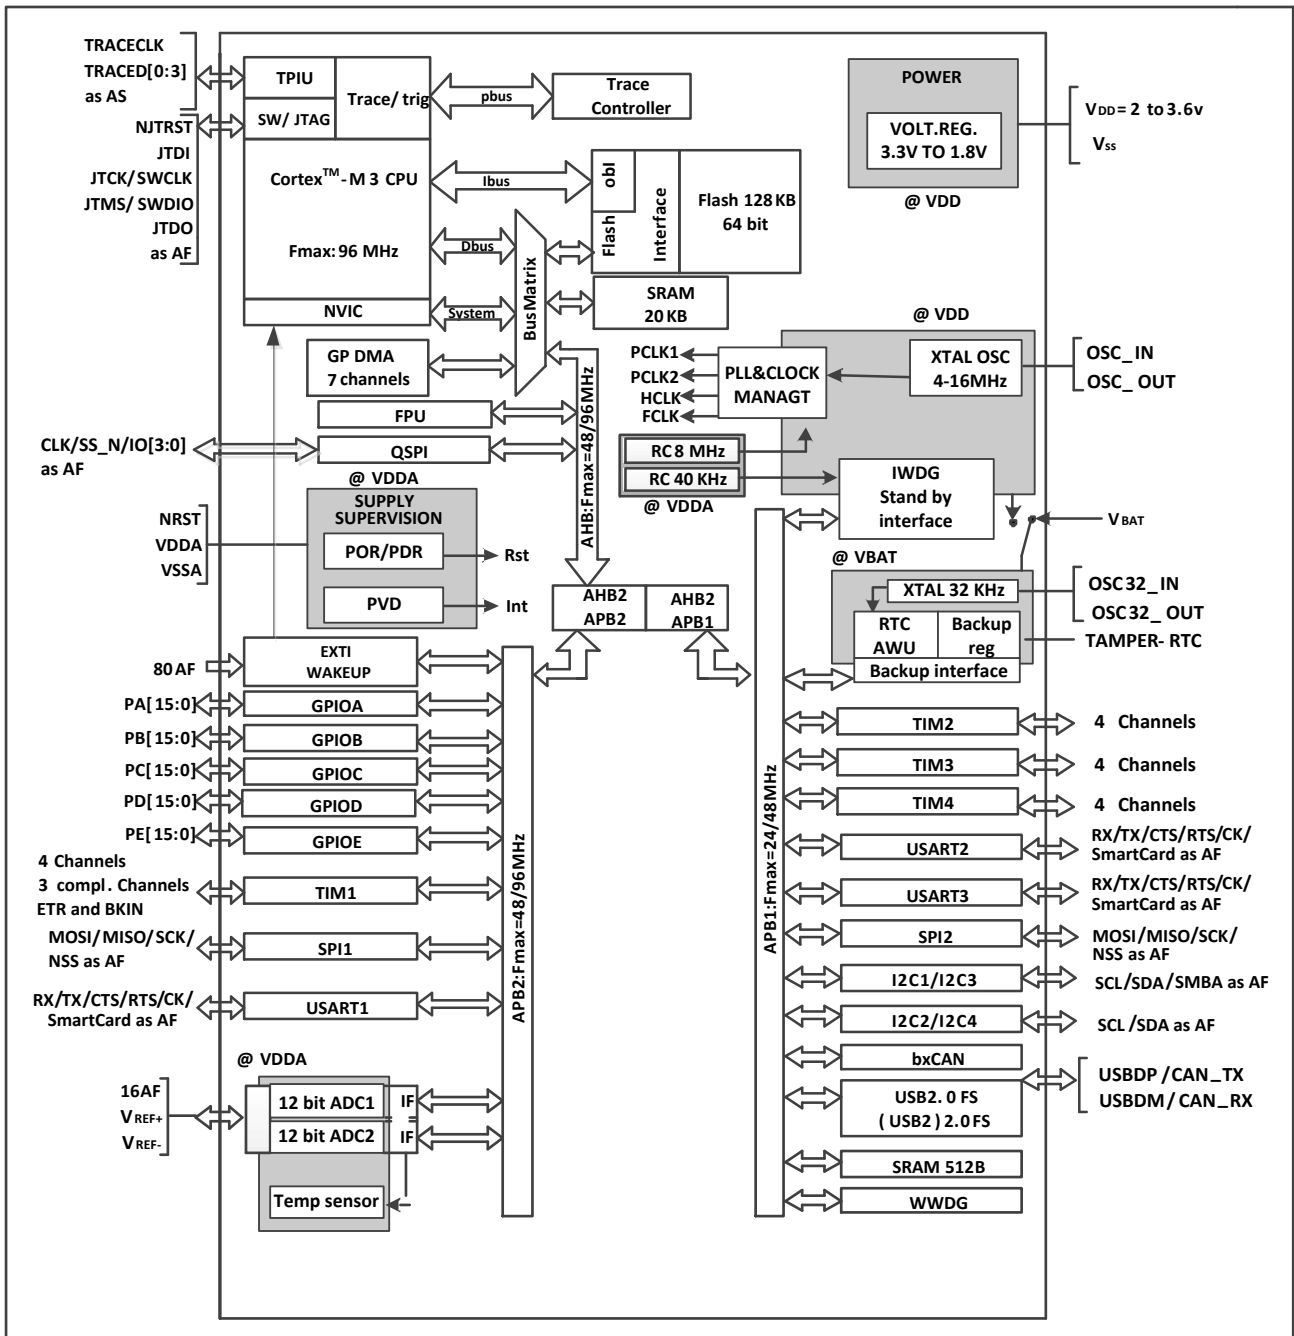 TRACECLK
TRACED[0:3]
as AS
NJTRST
JTDI
JTCK/SWCLK
JTMS/SWDIO
JTDO
as AF
TPIU
SW/ JTAG
Trace/ trig
pbus
Trace
Controller
Cortex™-M3 CPU
Fmax: 96 MHz
NVIC
Ibus
Dbus
System
BusMatrix
obl
Flash
Interface
Flash 128KB
64 bit
SRAM
20 KB
POWER
VOLT.REG.
3.3V TO 1.8V
@ VDD
VDD = 2 to 3.6v
Vss
GP DMA
7 channels
FPU
QSPI
CLK/SS_N/IO[3:0]
as AF
AHB:Fmax=48/96MHz
@ VDD
PCLK1
PCLK2
HCLK
FCLK
PLL&CLOCK
MANAGT
XTAL OSC
4-16MHz
OSC_IN
OSC_OUT
RC 8 MHz
RC 40 KHz
@ VDDA
IWDG
Stand by
interface
VBAT
@ VDDA
SUPPLY
SUPERVISION
POR/PDR
PVD
Rst
Int
NRST
VDDA
VSSA
@ VBAT
XTAL 32 KHz
RTC
AWU
Backup
reg
Backup interface
OSC32_IN
OSC32_OUT
TAMPER-RTC
AHB2
APB2
AHB2
APB1
80AF
EXTI
WAKEUP
PA[15:0]
GPIOA
PB[15:0]
GPIOB
PC[15:0]
GPIOC
PD[15:0]
GPIOD
PE[15:0]
GPIOE
4 Channels
3 compl. Channels
ETR and BKIN
TIM1
MOSI/MISO/SCK/
NSS as AF
SPI1
RX/TX/CTS/RTS/CK/
SmartCard as AF
USART1
APB2:Fmax=48/96MHz
@ VDDA
16AF
VREF+
VREF-
12 bit ADC1
IF
12 bit ADC2
IF
Temp sensor
APB1:Fmax=24/48MHz
TIM2
4 Channels
TIM3
4 Channels
TIM4
4 Channels
USART2
RX/TX/CTS/RTS/CK/
SmartCard as AF
USART3
RX/TX/CTS/RTS/CK/
SmartCard as AF
SPI2
MOSI/MISO/SCK/
NSS as AF
I2C1/I2C3
SCL/SDA/SMBA as AF
I2C2/I2C4
SCL/SDA as AF
bxCAN
USB2.0 FS
(USB2) 2.0FS
USBDP/CAN_TX
USBDM/CAN_RX
SRAM 512B
WWDG